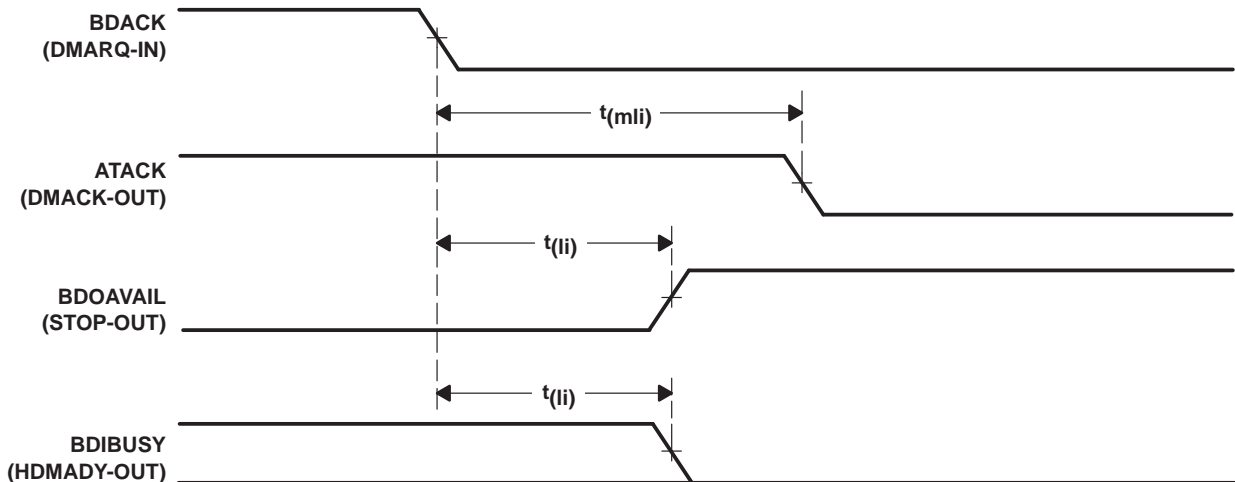 BDACK
(DMARQ-IN)
t(mli)
ATACK
(DMACK-OUT)
t(li)
BDOAVAIL
(STOP-OUT)
t(li)
BDIBUSY
(HDMADY-OUT)